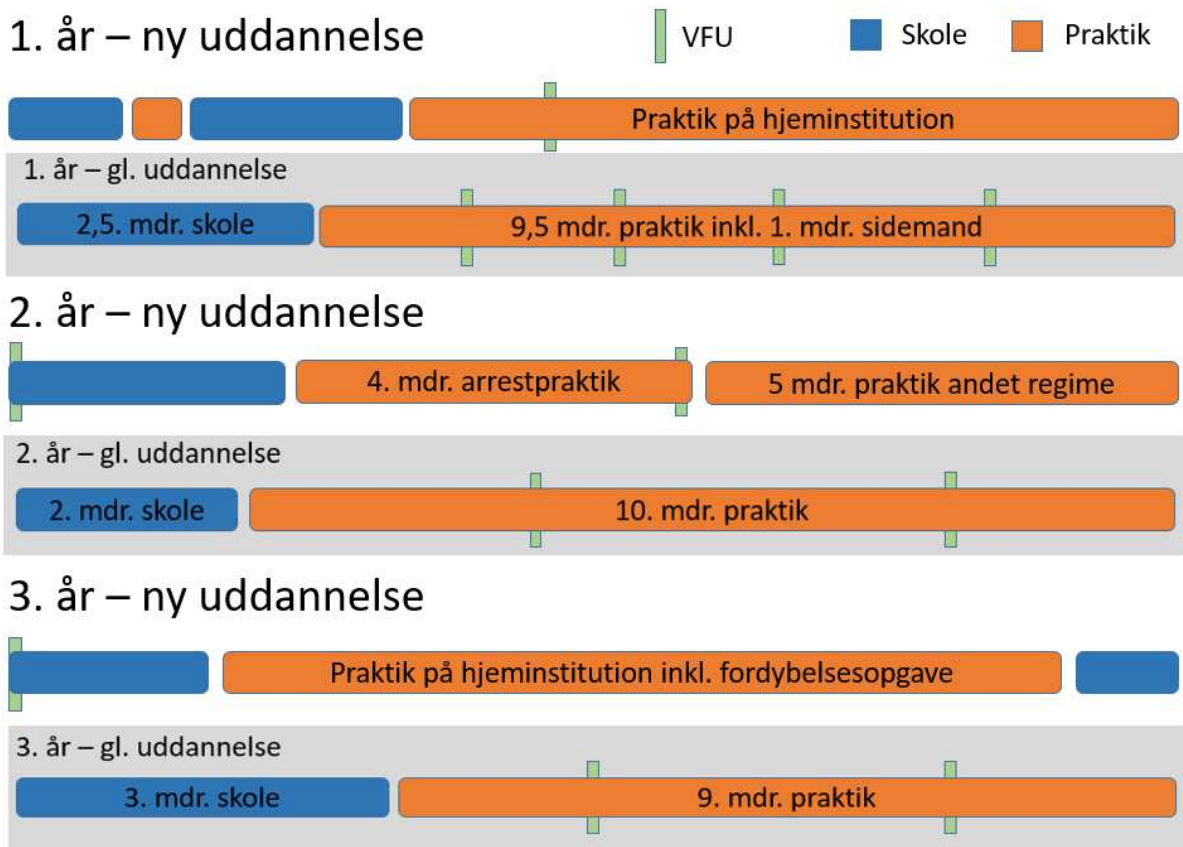 1. år – ny uddannelse
VFU
Skole
Praktik
Praktik på hjeminstitution
1. år – gl. uddannelse
2,5. mdr. skole
9,5 mdr. praktik inkl. 1. mdr. sidemand
2. år – ny uddannelse
4. mdr. arrestpraktik
5 mdr. praktik andet regime
2. år – gl. uddannelse
2. mdr. skole
10. mdr. praktik
3. år – ny uddannelse
Praktik på hjeminstitution inkl. fordybelsesopgave
3. år – gl. uddannelse
3. mdr. skole
9. mdr. praktik